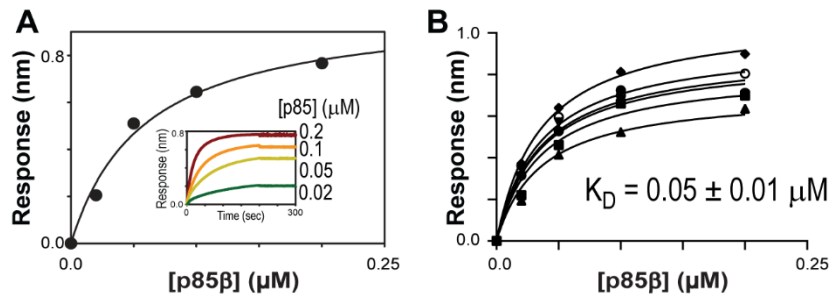 A
Response (nm)
0.8
0.0
0.0
0.25
[p85β] (µM)
[p85] (µM)
0.2
0.1
0.05
0.02
Response
(nm)
0.8
0.0
0
300
Time (sec)
B
Response (nm)
1.0
0.0
0.0
0.25
[p85β] (µM)
K_D = 0.05 ± 0.01 µM